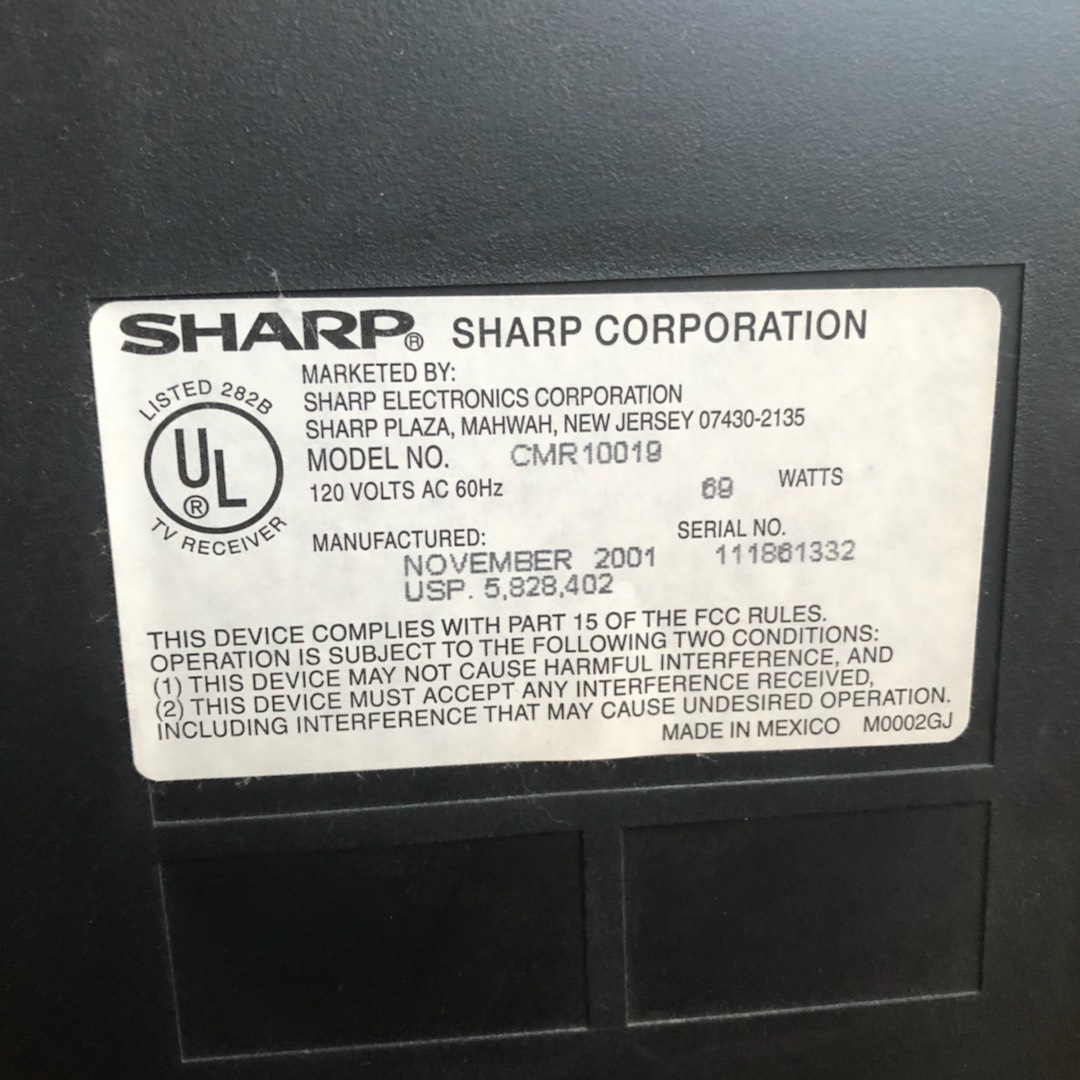 SHARP® SHARP CORPORATION
LISTED 282B
UL®
TV RECEIVER
MARKETED BY:
SHARP ELECTRONICS CORPORATION
SHARP PLAZA, MAHWAH, NEW JERSEY 07430-2135
MODEL NO. CMR10019
120 VOLTS AC 60Hz 69 WATTS
MANUFACTURED: SERIAL NO.
NOVEMBER 2001 111861332
USP. 5,828,402
THIS DEVICE COMPLIES WITH PART 15 OF THE FCC RULES.
OPERATION IS SUBJECT TO THE FOLLOWING TWO CONDITIONS:
(1) THIS DEVICE MAY NOT CAUSE HARMFUL INTERFERENCE, AND
(2) THIS DEVICE MUST ACCEPT ANY INTERFERENCE RECEIVED,
INCLUDING INTERFERENCE THAT MAY CAUSE UNDESIRED OPERATION.
MADE IN MEXICO M0002GJ